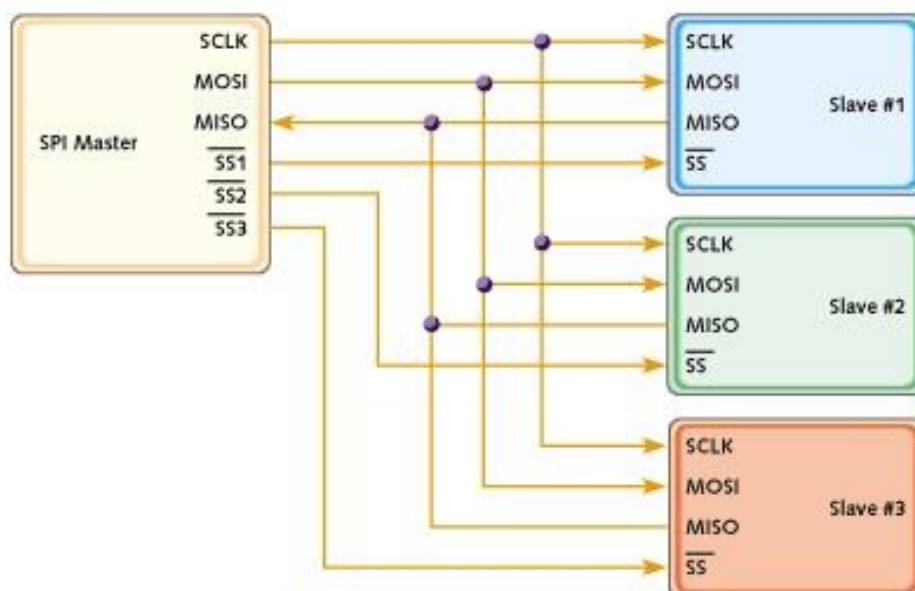 SPI Master
SCLK
MOSI
MISO
SS1
SS2
SS3
SCLK
MOSI
MISO
SS
Slave #1
SCLK
MOSI
MISO
SS
Slave #2
SCLK
MOSI
MISO
SS
Slave #3